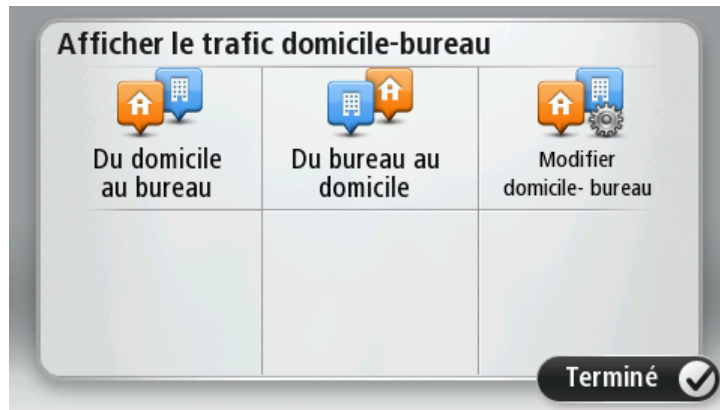 Afficher le trafic domicile-bureau
Du domicile
au bureau
Du bureau au
domicile
Modifier
domicile- bureau
Terminé